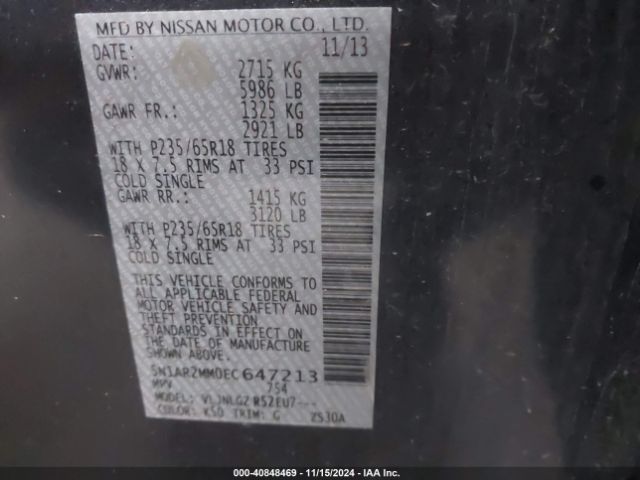 MFD BY NISSAN MOTOR CO., LTD.
DATE: 11/13
GVWR: 2715 KG
5986 LB
GAWR FR.: 1325 KG
2921 LB
WITH P235/65R18 TIRES
18 X 7.5 RIMS AT 33 PSI
COLD SINGLE
GAWR RR.: 1415 KG
3120 LB
WITH P235/65R18 TIRES
18 X 7.5 RIMS AT 33 PSI
COLD SINGLE
THIS VEHICLE CONFORMS TO
ALL APPLICABLE FEDERAL
MOTOR VEHICLE SAFETY AND
THEFT PREVENTION
STANDARDS IN EFFECT ON
THE DATE OF MANUFACTURE
SHOWN ABOVE.
5N1AR2MM0EC647213
MPV 754
MODEL: VLJNLGZ R52EU7---
COLOR: K50 TRIM: G ZS30A
000-40848469 - 11/15/2024 - IAA Inc.